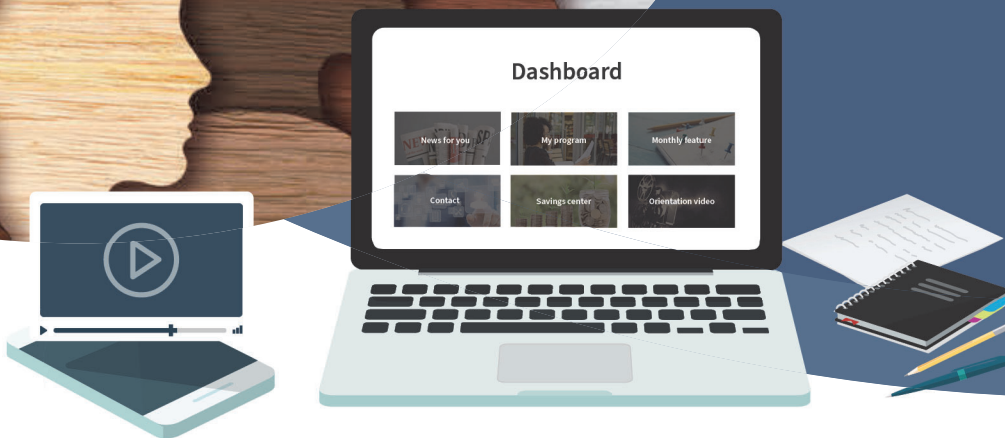 Dashboard
News for you
My program
Monthly feature
Contact
Savings center
Orientation video